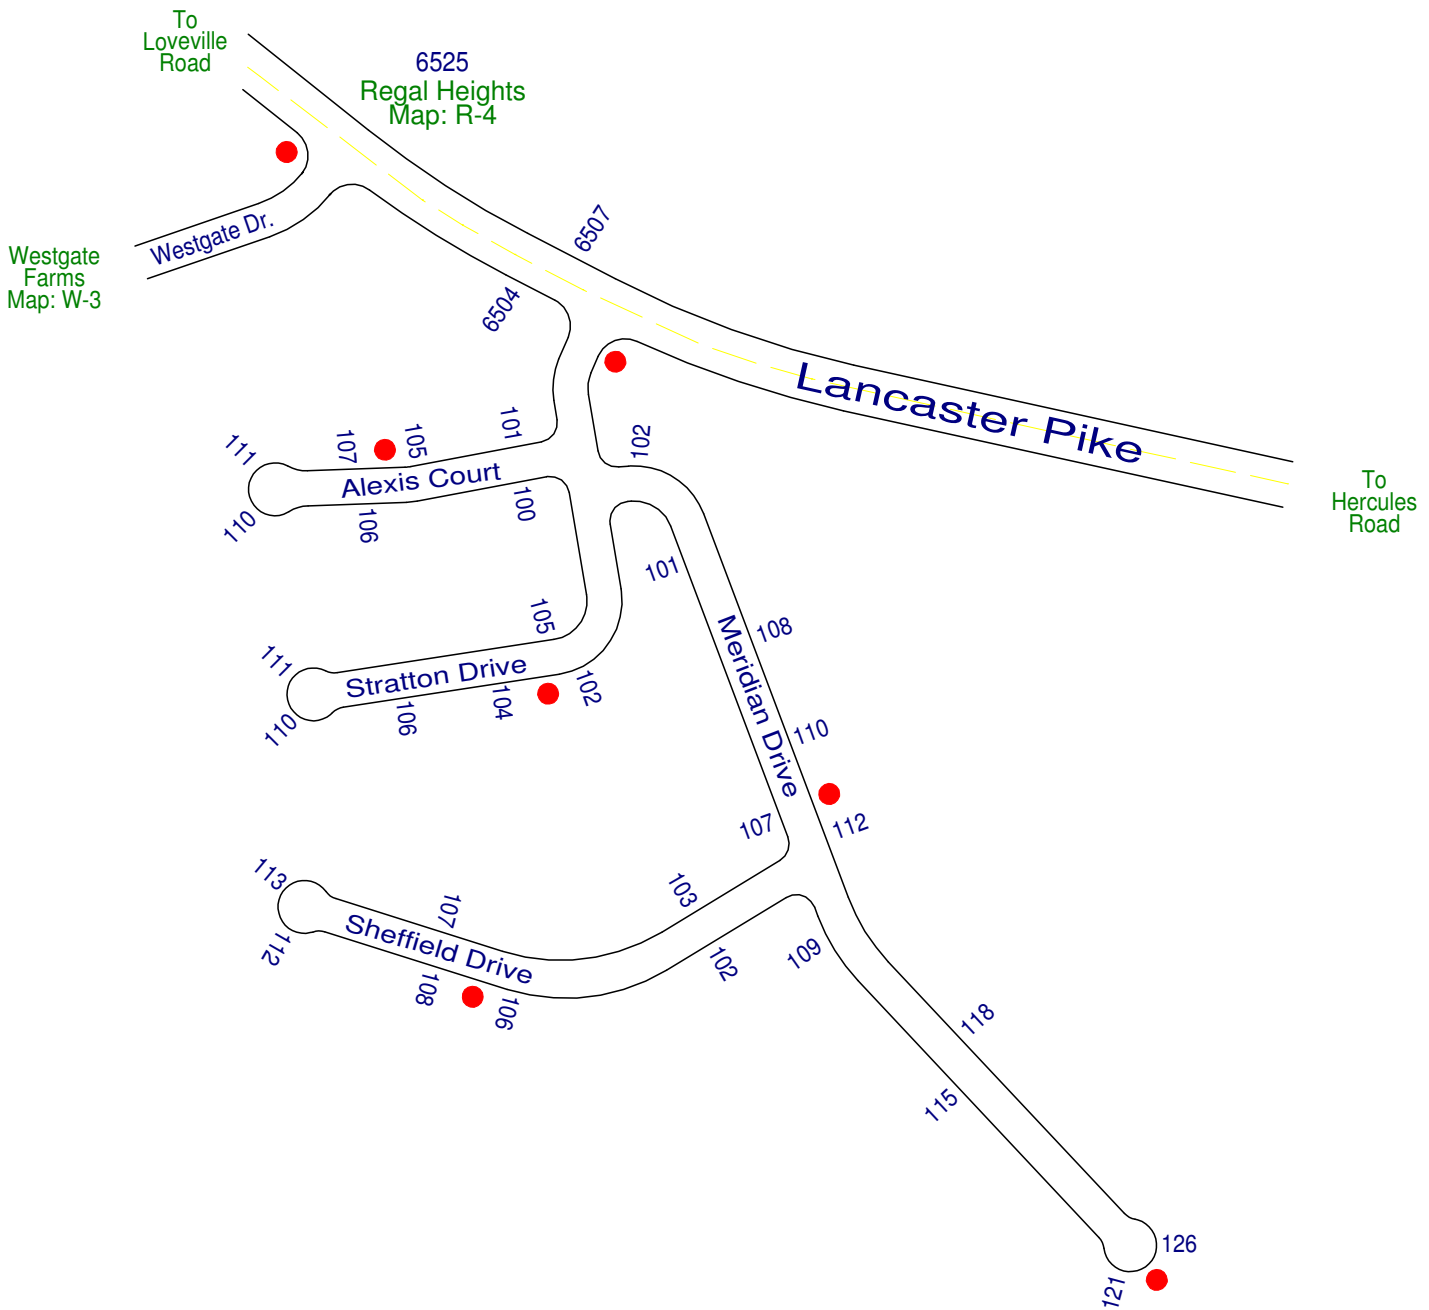 To
Loveville
Road
6525
Regal Heights
Map: R-4
6507
Westgate Dr.
Westgate
Farms
Map: W-3
6504
Lancaster Pike
To
Hercules
Road
101
102
105
107
111
Alexis Court
100
110
106
101
105
108
Meridian Drive
111
Stratton Drive
102
104
106
110
110
107
112
103
113
107
Sheffield Drive
102
109
112
108
106
118
115
126
121